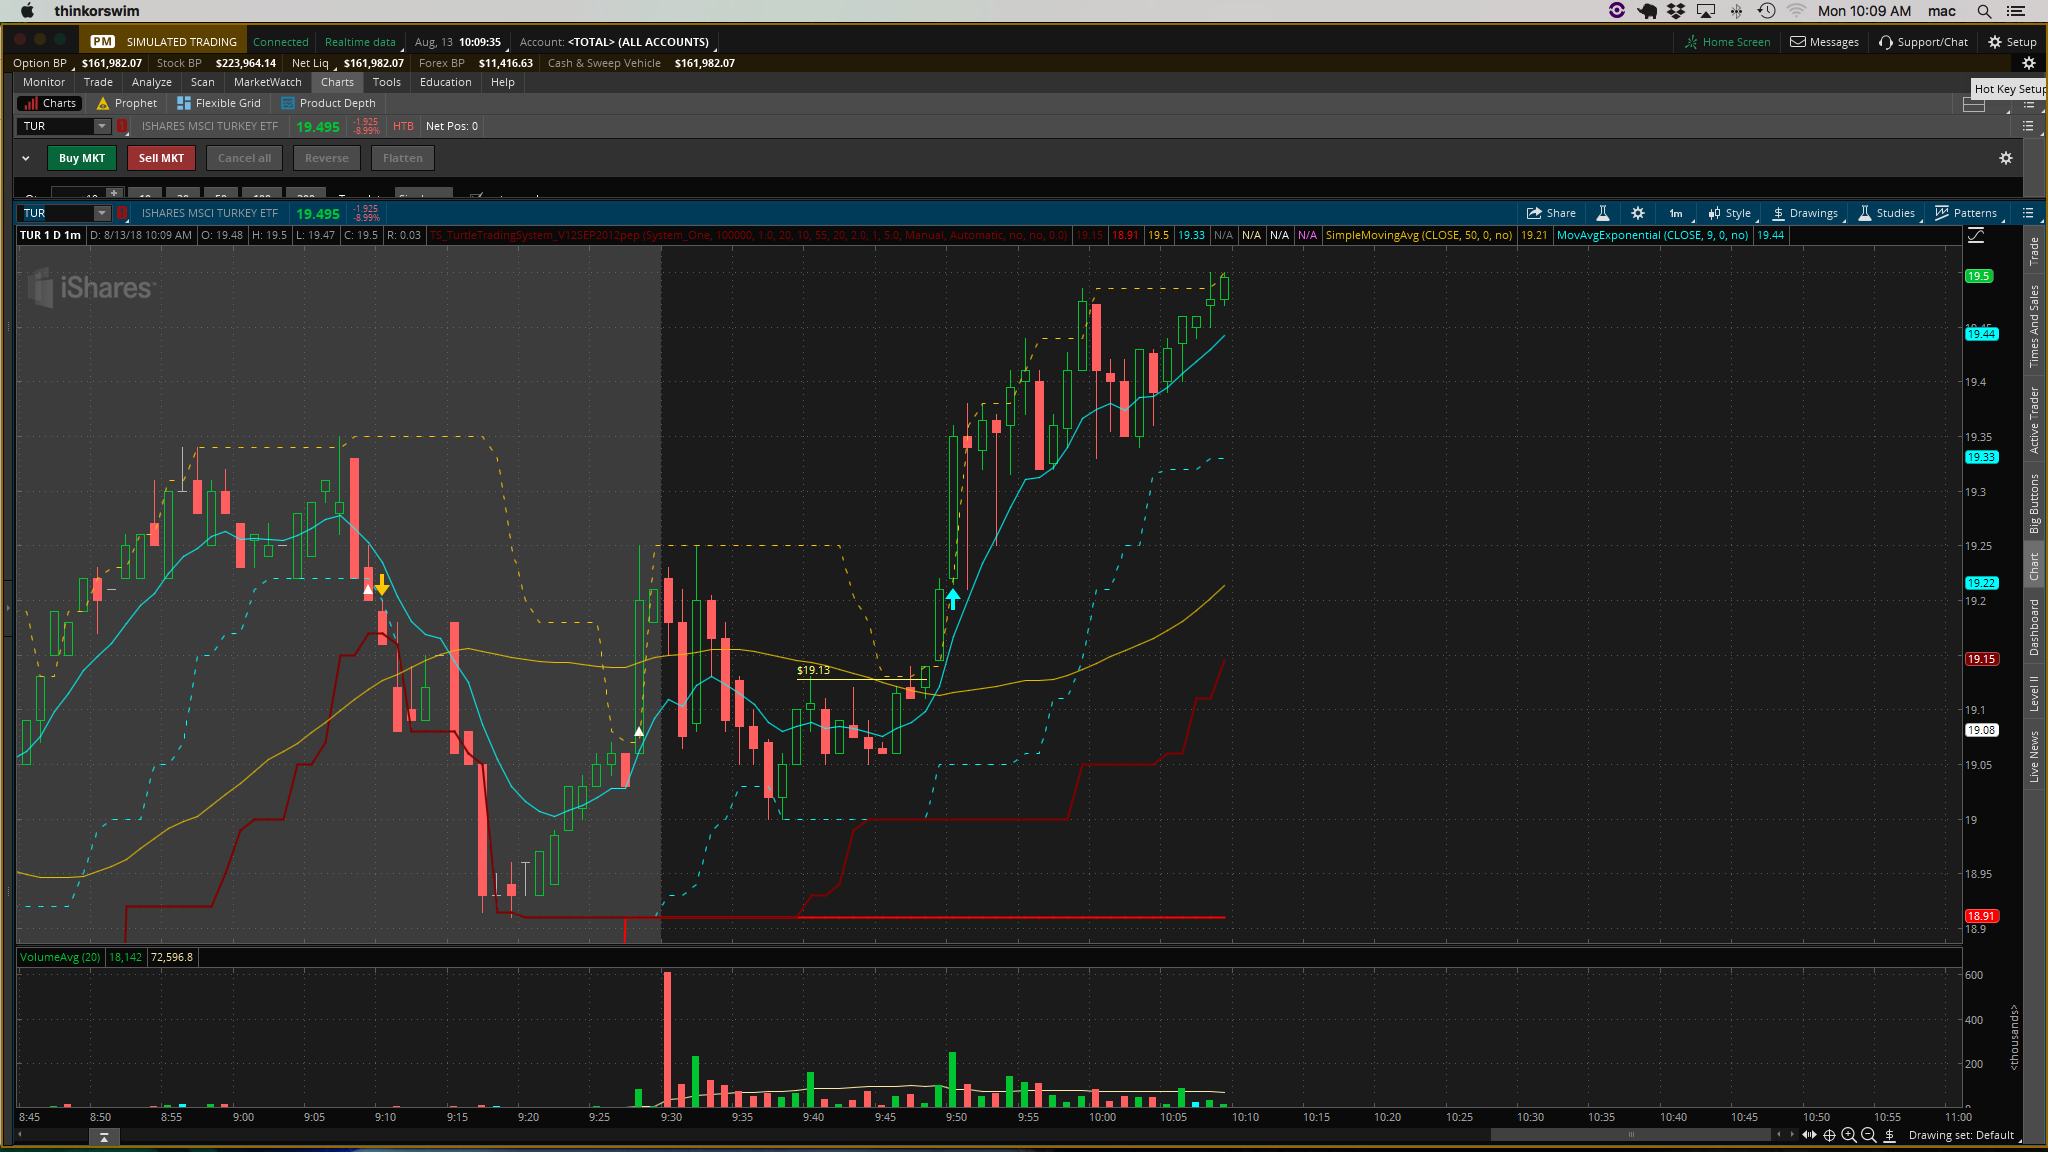 thinkorswim Mon 10:09 AM mac
PM SIMULATED TRADING Connected Realtime data Aug, 13 10:09:35 Account: <TOTAL> (ALL ACCOUNTS) Home Screen Messages Support/Chat Setup
Option BP $161,982.07 Stock BP $223,964.14 Net Liq $161,982.07 Forex BP $11,416.63 Cash & Sweep Vehicle $161,982.07
Monitor Trade Analyze Scan MarketWatch Charts Tools Education Help
Hot Key Setup
Charts Prophet Flexible Grid Product Depth
TUR 1 ISHARES MSCI TURKEY ETF 19.495 -1.925 -8.99% HTB Net Pos: 0
Buy MKT Sell MKT Cancel all Reverse Flatten
TUR 1 ISHARES MSCI TURKEY ETF 19.495 -1.925 -8.99% Share 1m Style Drawings Studies Patterns
TUR 1 D 1m D: 8/13/18 10:09 AM O: 19.48 H: 19.5 L: 19.47 C: 19.5 R: 0.03 TS_TurtleTradingSystem_V12SEP2012pep (System_One, 100000, 1.0, 20, 10, 55, 20, 2.0, 1, 5.0, Manual, Automatic, no, no, 0.0) 19.15 18.91 19.5 19.33 N/A N/A N/A N/A SimpleMovingAvg (CLOSE, 50, 0, no) 19.21 MovAvgExponential (CLOSE, 9, 0, no) 19.44
iShares
19.5
19.44
19.4
19.35
19.33
19.3
19.25
19.22
19.2
$19.13
19.15
19.1
19.08
19.05
19
18.95
18.91
18.9
Trade
Times And Sales
Active Trader
Big Buttons
Chart
Dashboard
Level II
Live News
VolumeAvg (20) 18,142 72,596.8
600
400
200
<thousands>
8:45 8:50 8:55 9:00 9:05 9:10 9:15 9:20 9:25 9:30 9:35 9:40 9:45 9:50 9:55 10:00 10:05 10:10 10:15 10:20 10:25 10:30 10:35 10:40 10:45 10:50 10:55 11:00
Drawing set: Default